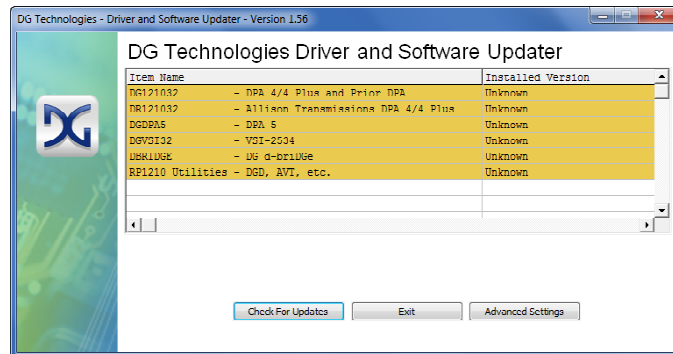 DG Technologies - Driver and Software Updater - Version 1.56
DG Technologies Driver and Software Updater
Item Name Installed Version
DG121032 - DPA 4/4 Plus and Prior DPA Unknown
DR121032 - Allison Transmissions DPA 4/4 Plus Unknown
DGDPA5 - DPA 5 Unknown
DGVSI32 - VSI-2534 Unknown
DBRIDGE - DG d-briDGe Unknown
RP1210 Utilities - DGD, AVT, etc. Unknown
DG
Check For Updates Exit Advanced Settings